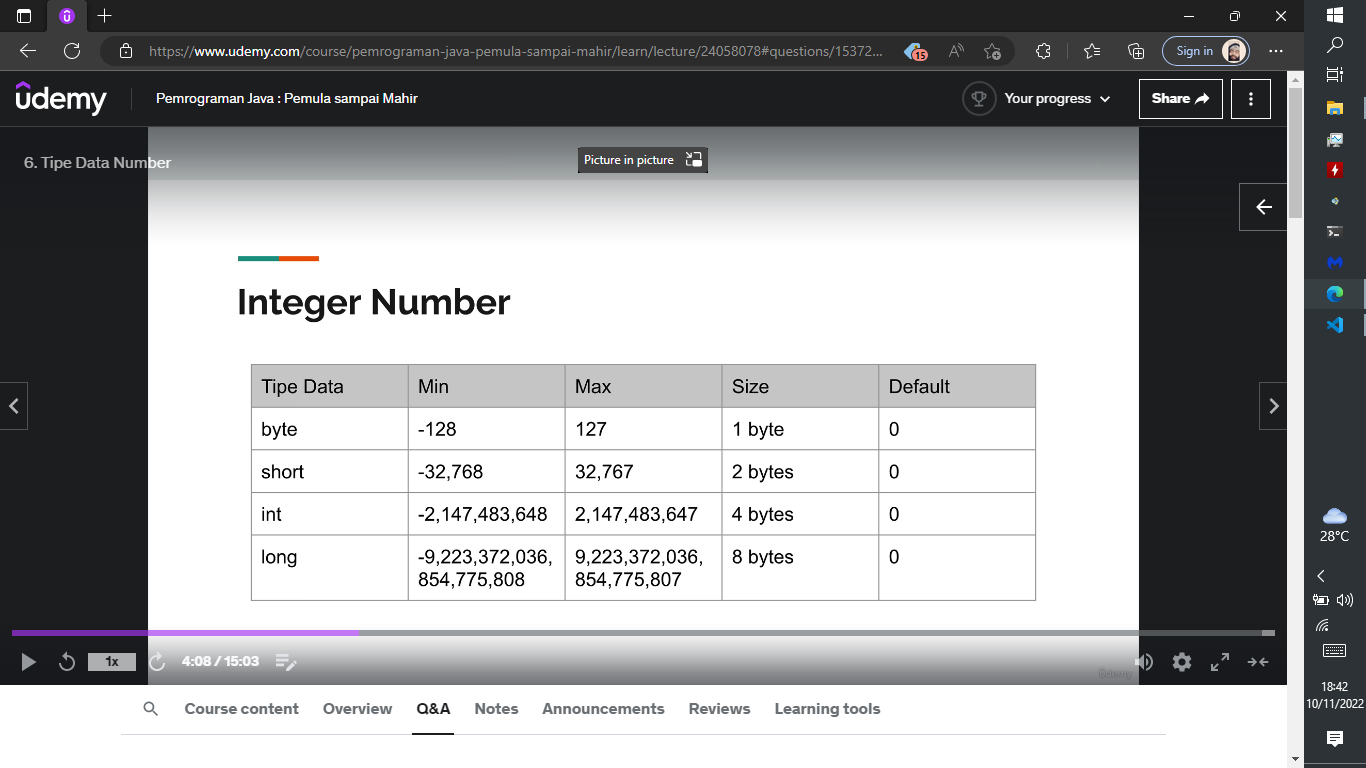 https://www.udemy.com/course/pemrograman-java-pemula-sampai-mahir/learn/lecture/24058078#questions/15372...
15
Sign in
udemy
Pemrograman Java : Pemula sampai Mahir
Your progress
Share
6. Tipe Data Number
Picture in picture
Integer Number
Tipe Data Min Max Size Default
byte -128 127 1 byte 0
short -32,768 32,767 2 bytes 0
int -2,147,483,648 2,147,483,647 4 bytes 0
long -9,223,372,036, 9,223,372,036, 8 bytes 0
854,775,808 854,775,807
1x
4:08 / 15:03
Udemy
Course content Overview Q&A Notes Announcements Reviews Learning tools
28°C
18:42
10/11/2022